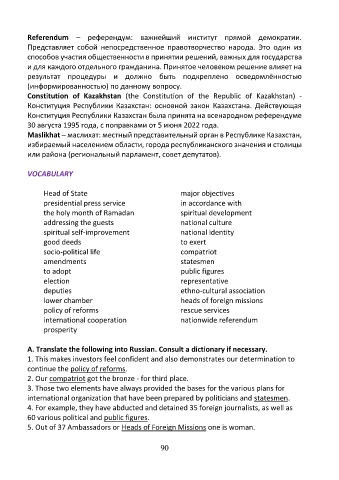 Referendum – референдум: важнейший институт прямой демократии.
Представляет собой непосредственное правотворчество народа. Это один из
способов участия общественности в принятии решений, важных для государства
и для каждого отдельного гражданина. Принятое человеком решение влияет на
результат процедуры и должно быть подкреплено осведомлённостью
(информированностью) по данному вопросу.
Constitution of Kazakhstan (the Constitution of the Republic of Kazakhstan) -
Конституция Республики Казахстан: основной закон Казахстана. Действующая
Конституция Республики Казахстан была принята на всенародном референдуме
30 августа 1995 года, с поправками от 5 июня 2022 года.
Maslikhat – маслихат: местный представительный орган в Республике Казахстан,
избираемый населением области, города республиканского значения и столицы
или района (региональный парламент, совет депутатов).
VOCABULARY
Head of State
presidential press service
the holy month of Ramadan
addressing the guests
spiritual self-improvement
good deeds
socio-political life
amendments
to adopt
election
deputies
lower chamber
policy of reforms
international cooperation
prosperity
major objectives
in accordance with
spiritual development
national culture
national identity
to exert
compatriot
statesmen
public figures
representative
ethno-cultural association
heads of foreign missions
rescue services
nationwide referendum
A. Translate the following into Russian. Consult a dictionary if necessary.
1. This makes investors feel confident and also demonstrates our determination to
continue the policy of reforms.
2. Our compatriot got the bronze - for third place.
3. Those two elements have always provided the bases for the various plans for
international organization that have been prepared by politicians and statesmen.
4. For example, they have abducted and detained 35 foreign journalists, as well as
60 various political and public figures.
5. Out of 37 Ambassadors or Heads of Foreign Missions one is woman.
90